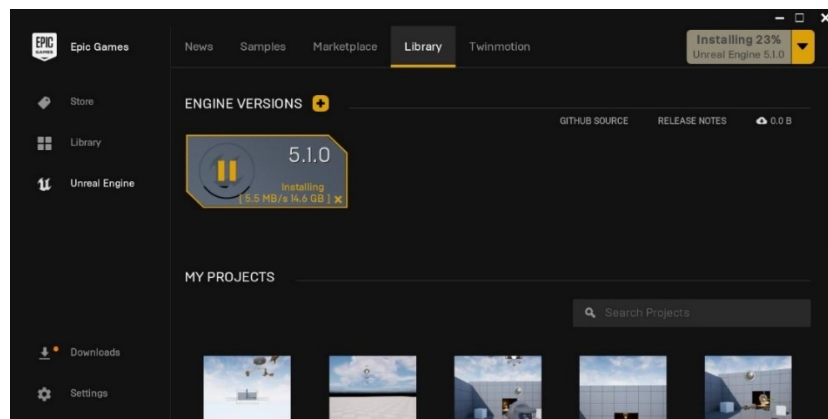 EPIC
GAMES
Epic Games
News
Samples
Marketplace
Library
Twinmotion
Installing 23%
Unreal Engine 5.1.0
Store
Library
Unreal Engine
ENGINE VERSIONS
GITHUB SOURCE
RELEASE NOTES
0.0 B
5.1.0
Installing
[ 5.5 MB/s 14.6 GB ]
MY PROJECTS
Search Projects
Downloads
Settings